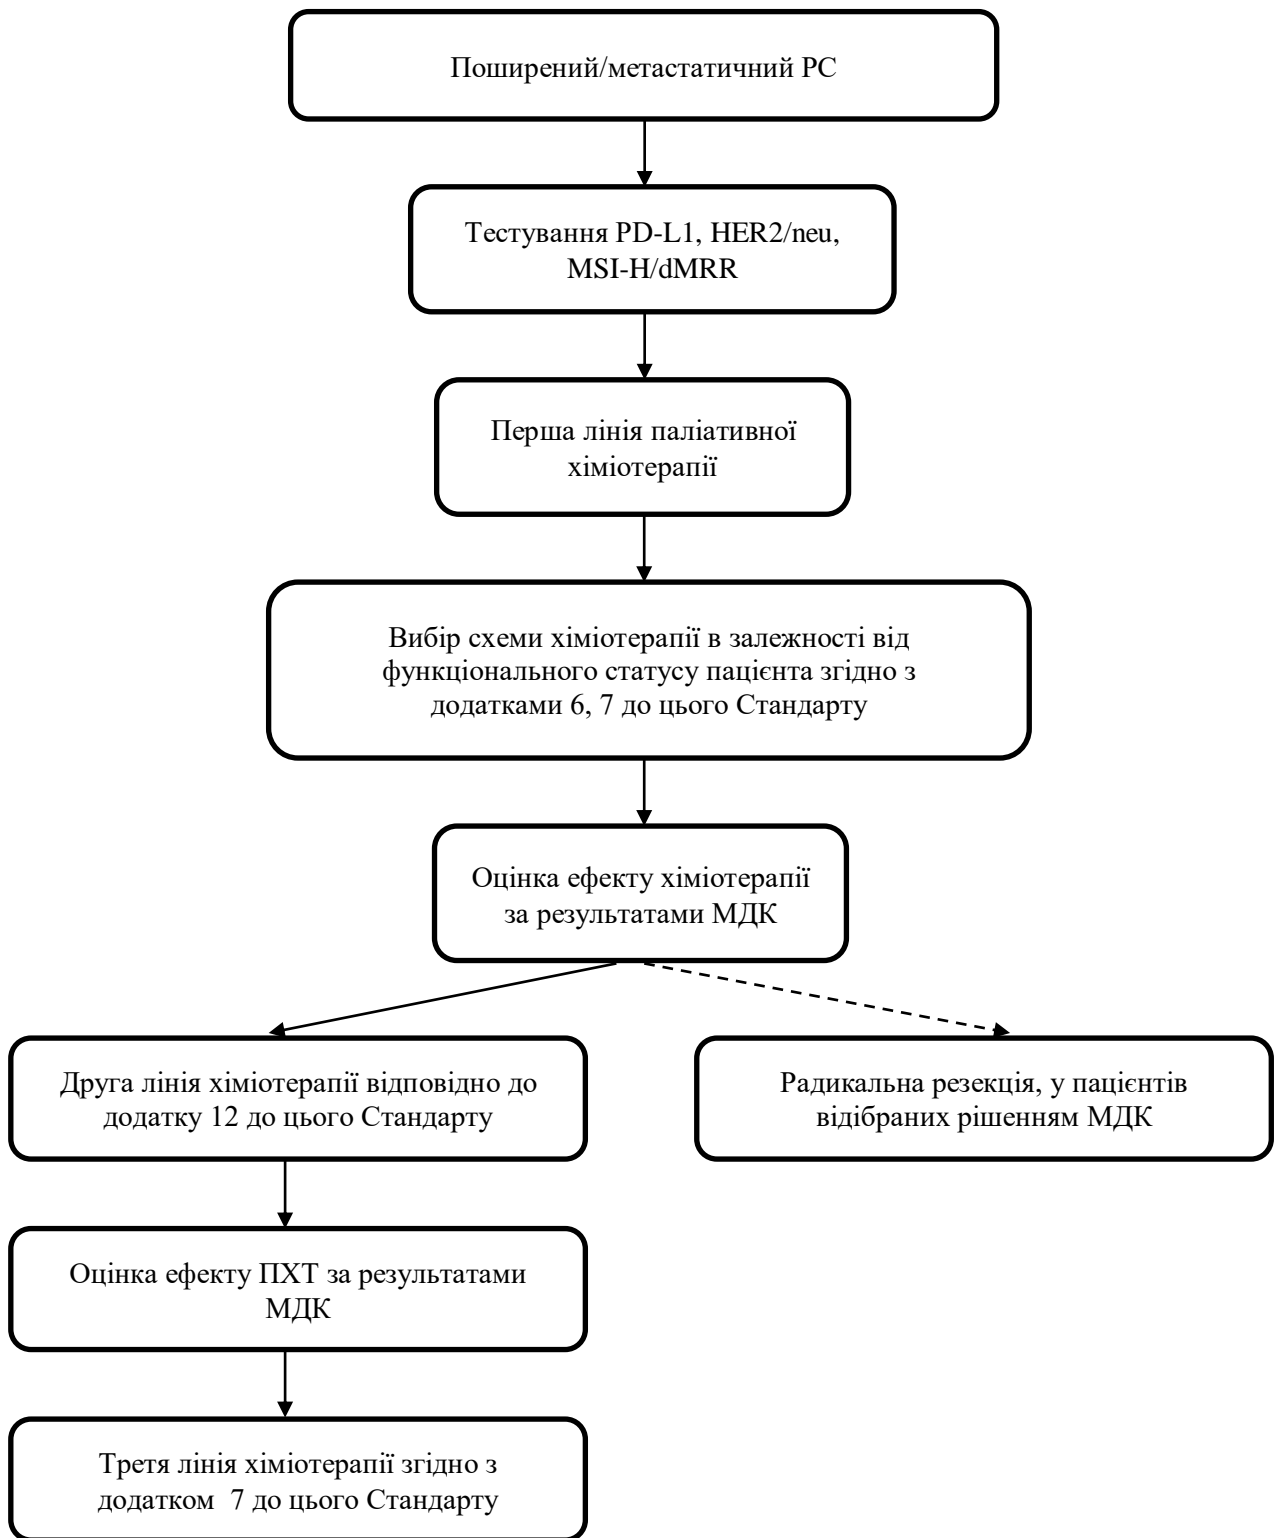 Поширений/метастатичний РС
Тестування PD-L1, HER2/neu,
MSI-H/dMRR
Перша лінія паліативної
хіміотерапії
Вибір схеми хіміотерапії в залежності від
функціонального статусу пацієнта згідно з
додатками 6, 7 до цього Стандарту
Оцінка ефекту хіміотерапії
за результатами МДК
Друга лінія хіміотерапії відповідно до
додатку 12 до цього Стандарту
Радикальна резекція, у пацієнтів
відібраних рішенням МДК
Оцінка ефекту ПХТ за результатами
МДК
Третя лінія хіміотерапії згідно з
додатком  7 до цього Стандарту